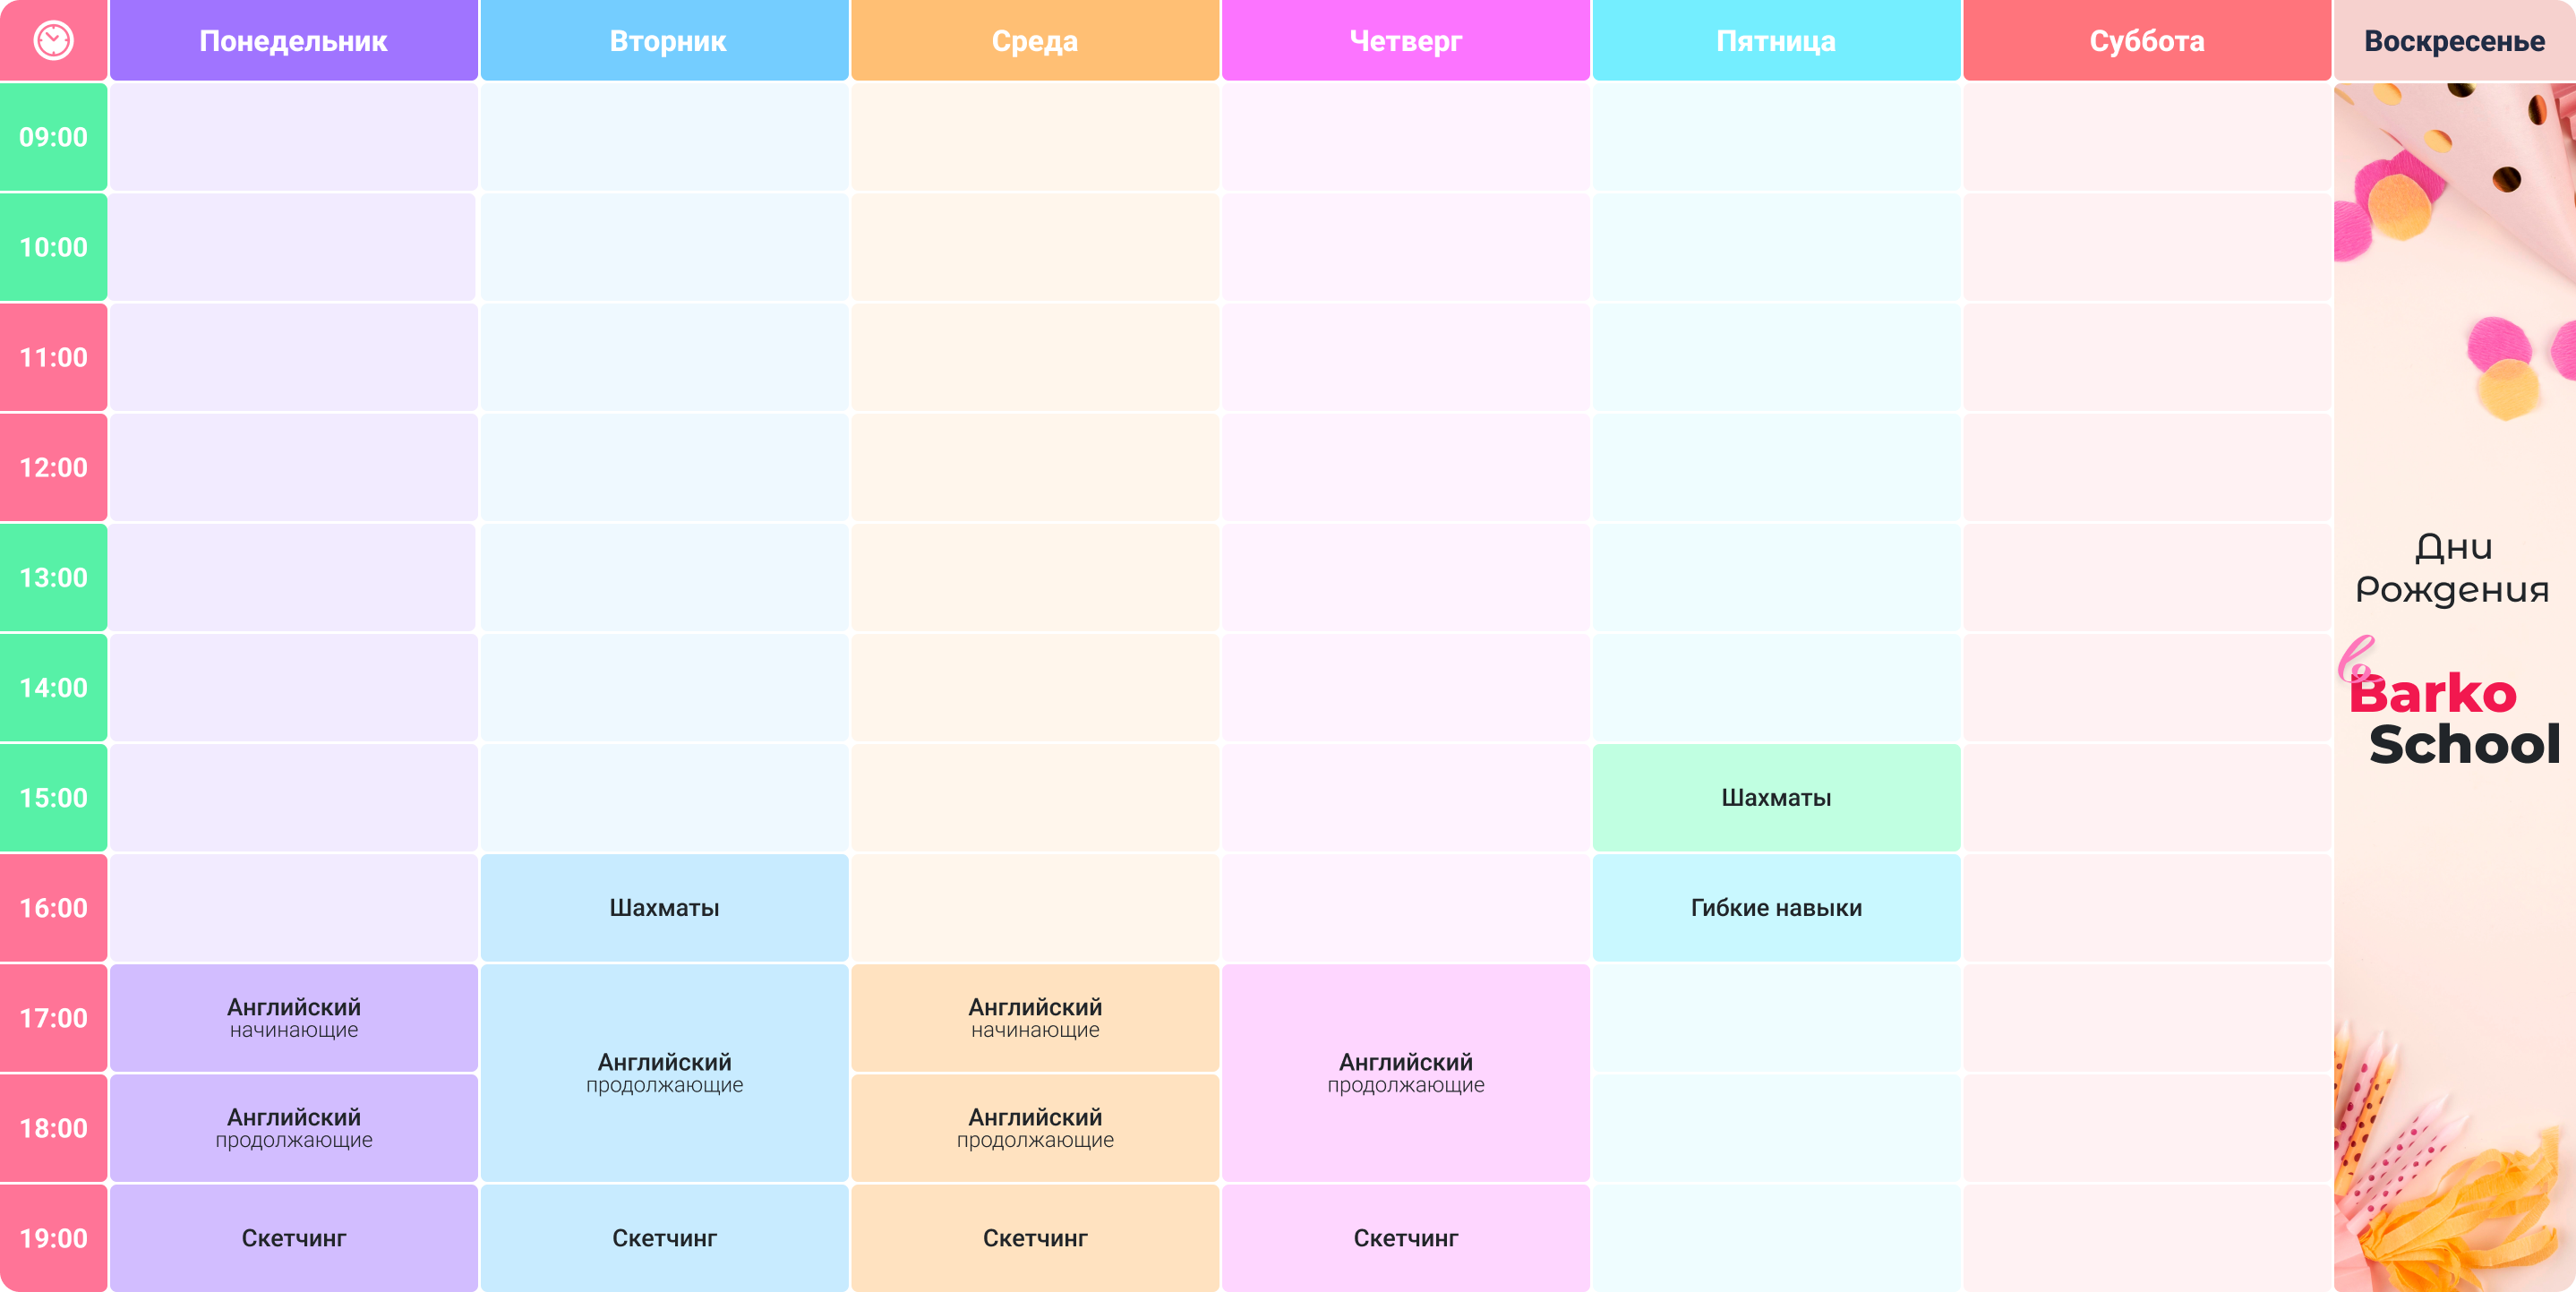 Понедельник
Вторник
Среда
Четверг
Пятница
Суббота
Воскресенье
09:00
10:00
11:00
12:00
13:00
Дни
Рождения
14:00
в
Barko
School
15:00
Шахматы
16:00
Шахматы
Гибкие навыки
17:00
Английский
начинающие
Английский
продолжающие
Английский
начинающие
Английский
продолжающие
18:00
Английский
продолжающие
Английский
продолжающие
19:00
Скетчинг
Скетчинг
Скетчинг
Скетчинг